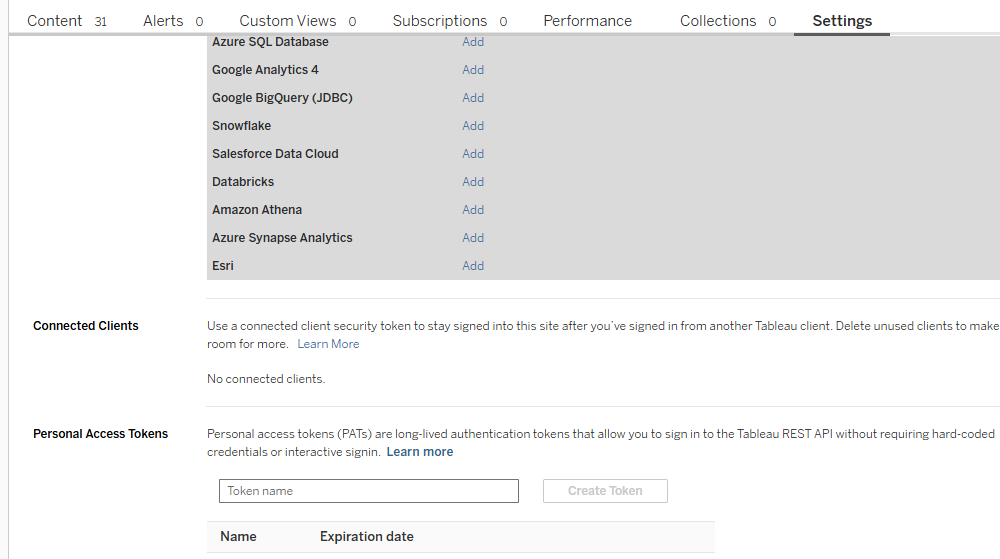 Content 31 Alerts 0 Custom Views 0 Subscriptions 0 Performance Collections 0 Settings
Azure SQL Database Add
Google Analytics 4 Add
Google BigQuery (JDBC) Add
Snowflake Add
Salesforce Data Cloud Add
Databricks Add
Amazon Athena Add
Azure Synapse Analytics Add
Esri Add
Connected Clients Use a connected client security token to stay signed into this site after you've signed in from another Tableau client. Delete unused clients to make
room for more. Learn More
No connected clients.
Personal Access Tokens Personal access tokens (PATs) are long-lived authentication tokens that allow you to sign in to the Tableau REST API without requiring hard-coded
credentials or interactive signin. Learn more
Token name Create Token
Name Expiration date